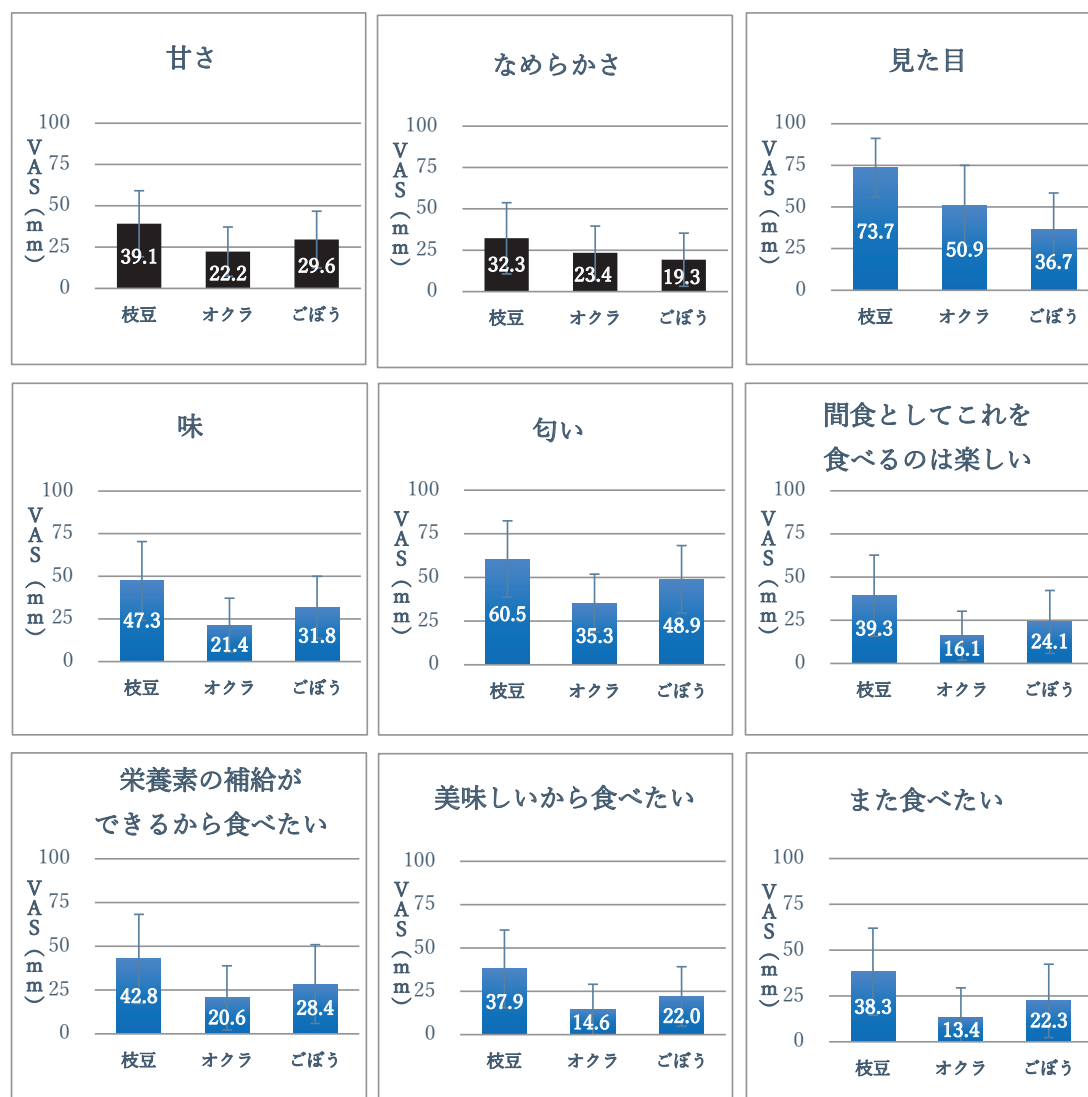 甘さ
100
75
50
25
0
VAS(mm)
39.1
22.2
29.6
枝豆 オクラ ごぼう
なめらかさ
100
75
50
25
0
VAS(mm)
32.3
23.4
19.3
枝豆 オクラ ごぼう
見た目
100
75
50
25
0
VAS(mm)
73.7
50.9
36.7
枝豆 オクラ ごぼう
味
100
75
50
25
0
VAS(mm)
47.3
21.4
31.8
枝豆 オクラ ごぼう
匂い
100
75
50
25
0
VAS(mm)
60.5
35.3
48.9
枝豆 オクラ ごぼう
間食としてこれを
食べるのは楽しい
100
75
50
25
0
VAS(mm)
39.3
16.1
24.1
枝豆 オクラ ごぼう
栄養素の補給が
できるから食べたい
100
75
50
25
0
VAS(mm)
42.8
20.6
28.4
枝豆 オクラ ごぼう
美味しいから食べたい
100
75
50
25
0
VAS(mm)
37.9
14.6
22.0
枝豆 オクラ ごぼう
また食べたい
100
75
50
25
0
VAS(mm)
38.3
13.4
22.3
枝豆 オクラ ごぼう